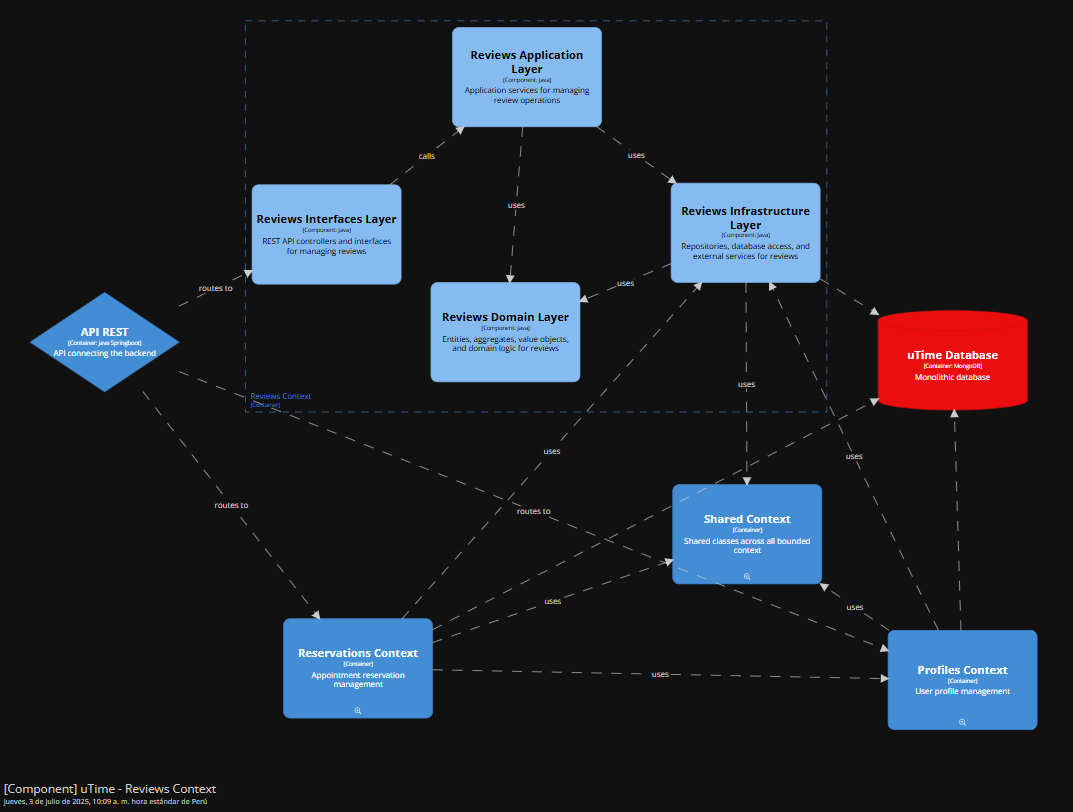 Reviews Application
Layer
[Component: Java]
Application services for managing
review operations
calls
uses
uses
Reviews Interfaces Layer
[Component: Java]
REST API controllers and interfaces
for managing reviews
Reviews Infrastructure
Layer
[Component: Java]
Repositories, database access, and
external services for reviews
routes to
uses
Reviews Domain Layer
[Component: Java]
Entities, aggregates, value objects,
and domain logic for reviews
API REST
[Container: Java Springboot]
API connecting the backend
uTime Database
[Container: MongoDB]
Monolithic database
Reviews Context
[Container]
uses
uses
uses
routes to
routes to
Shared Context
[Container]
Shared classes across all bounded
context
uses
uses
Reservations Context
[Container]
Appointment reservation
management
uses
Profiles Context
[Container]
User profile management
[Component] uTime - Reviews Context
jueves, 3 de julio de 2025, 10:09 a. m. hora estándar de Perú